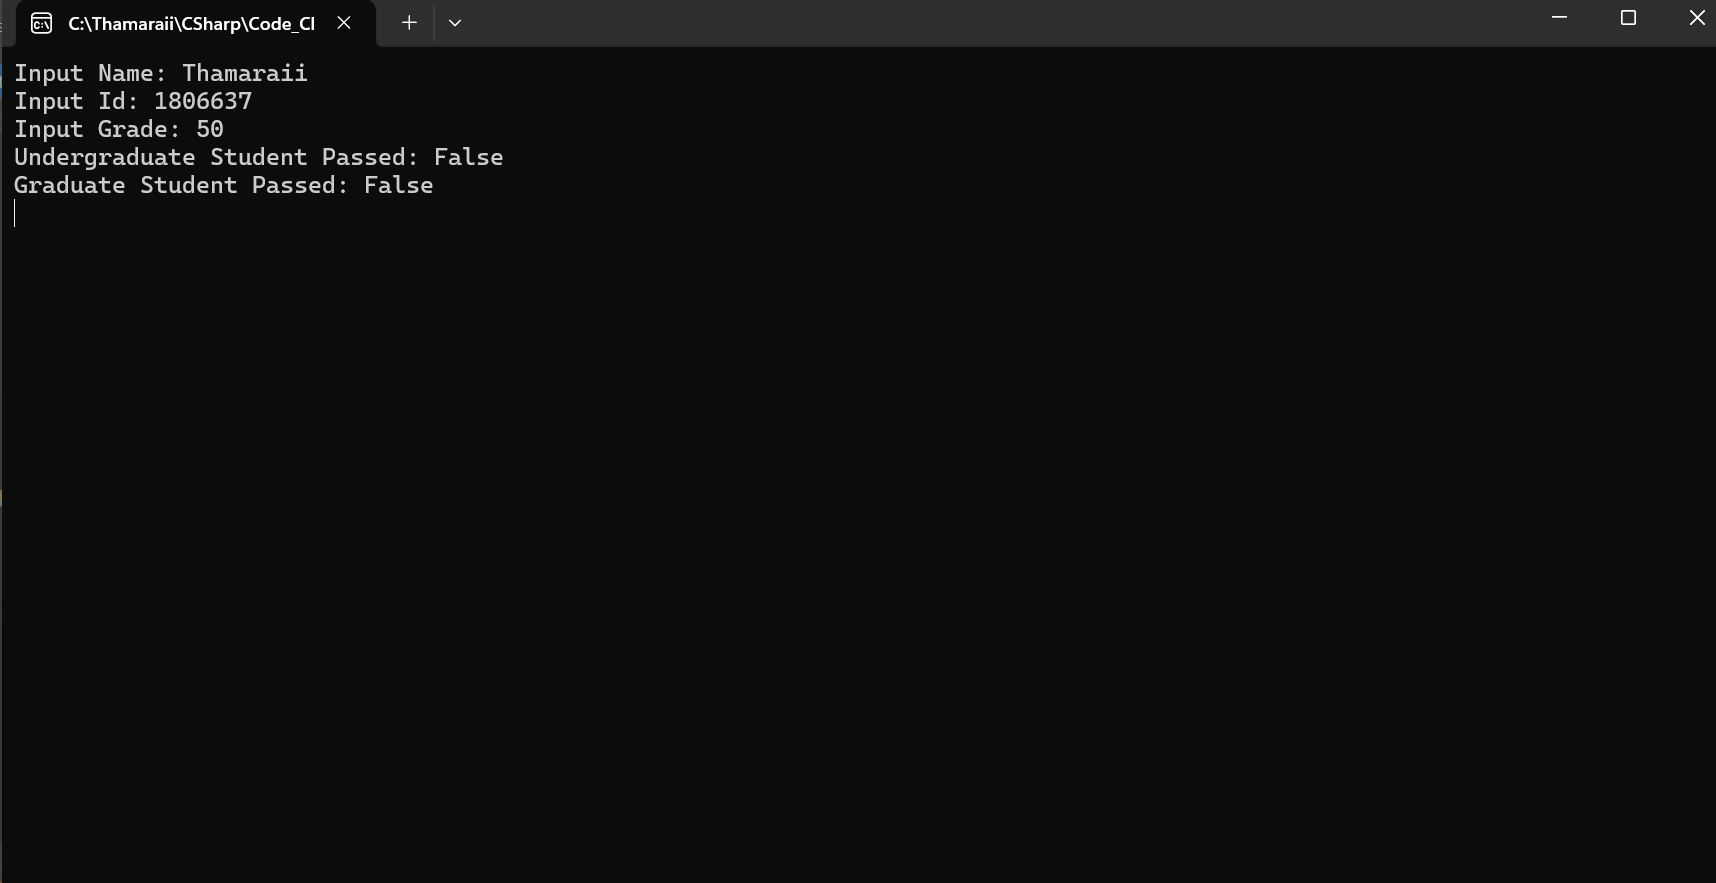 C:\Thamaraii\CSharp\Code_Cl
Input Name: Thamaraii
Input Id: 1806637
Input Grade: 50
Undergraduate Student Passed: False
Graduate Student Passed: False